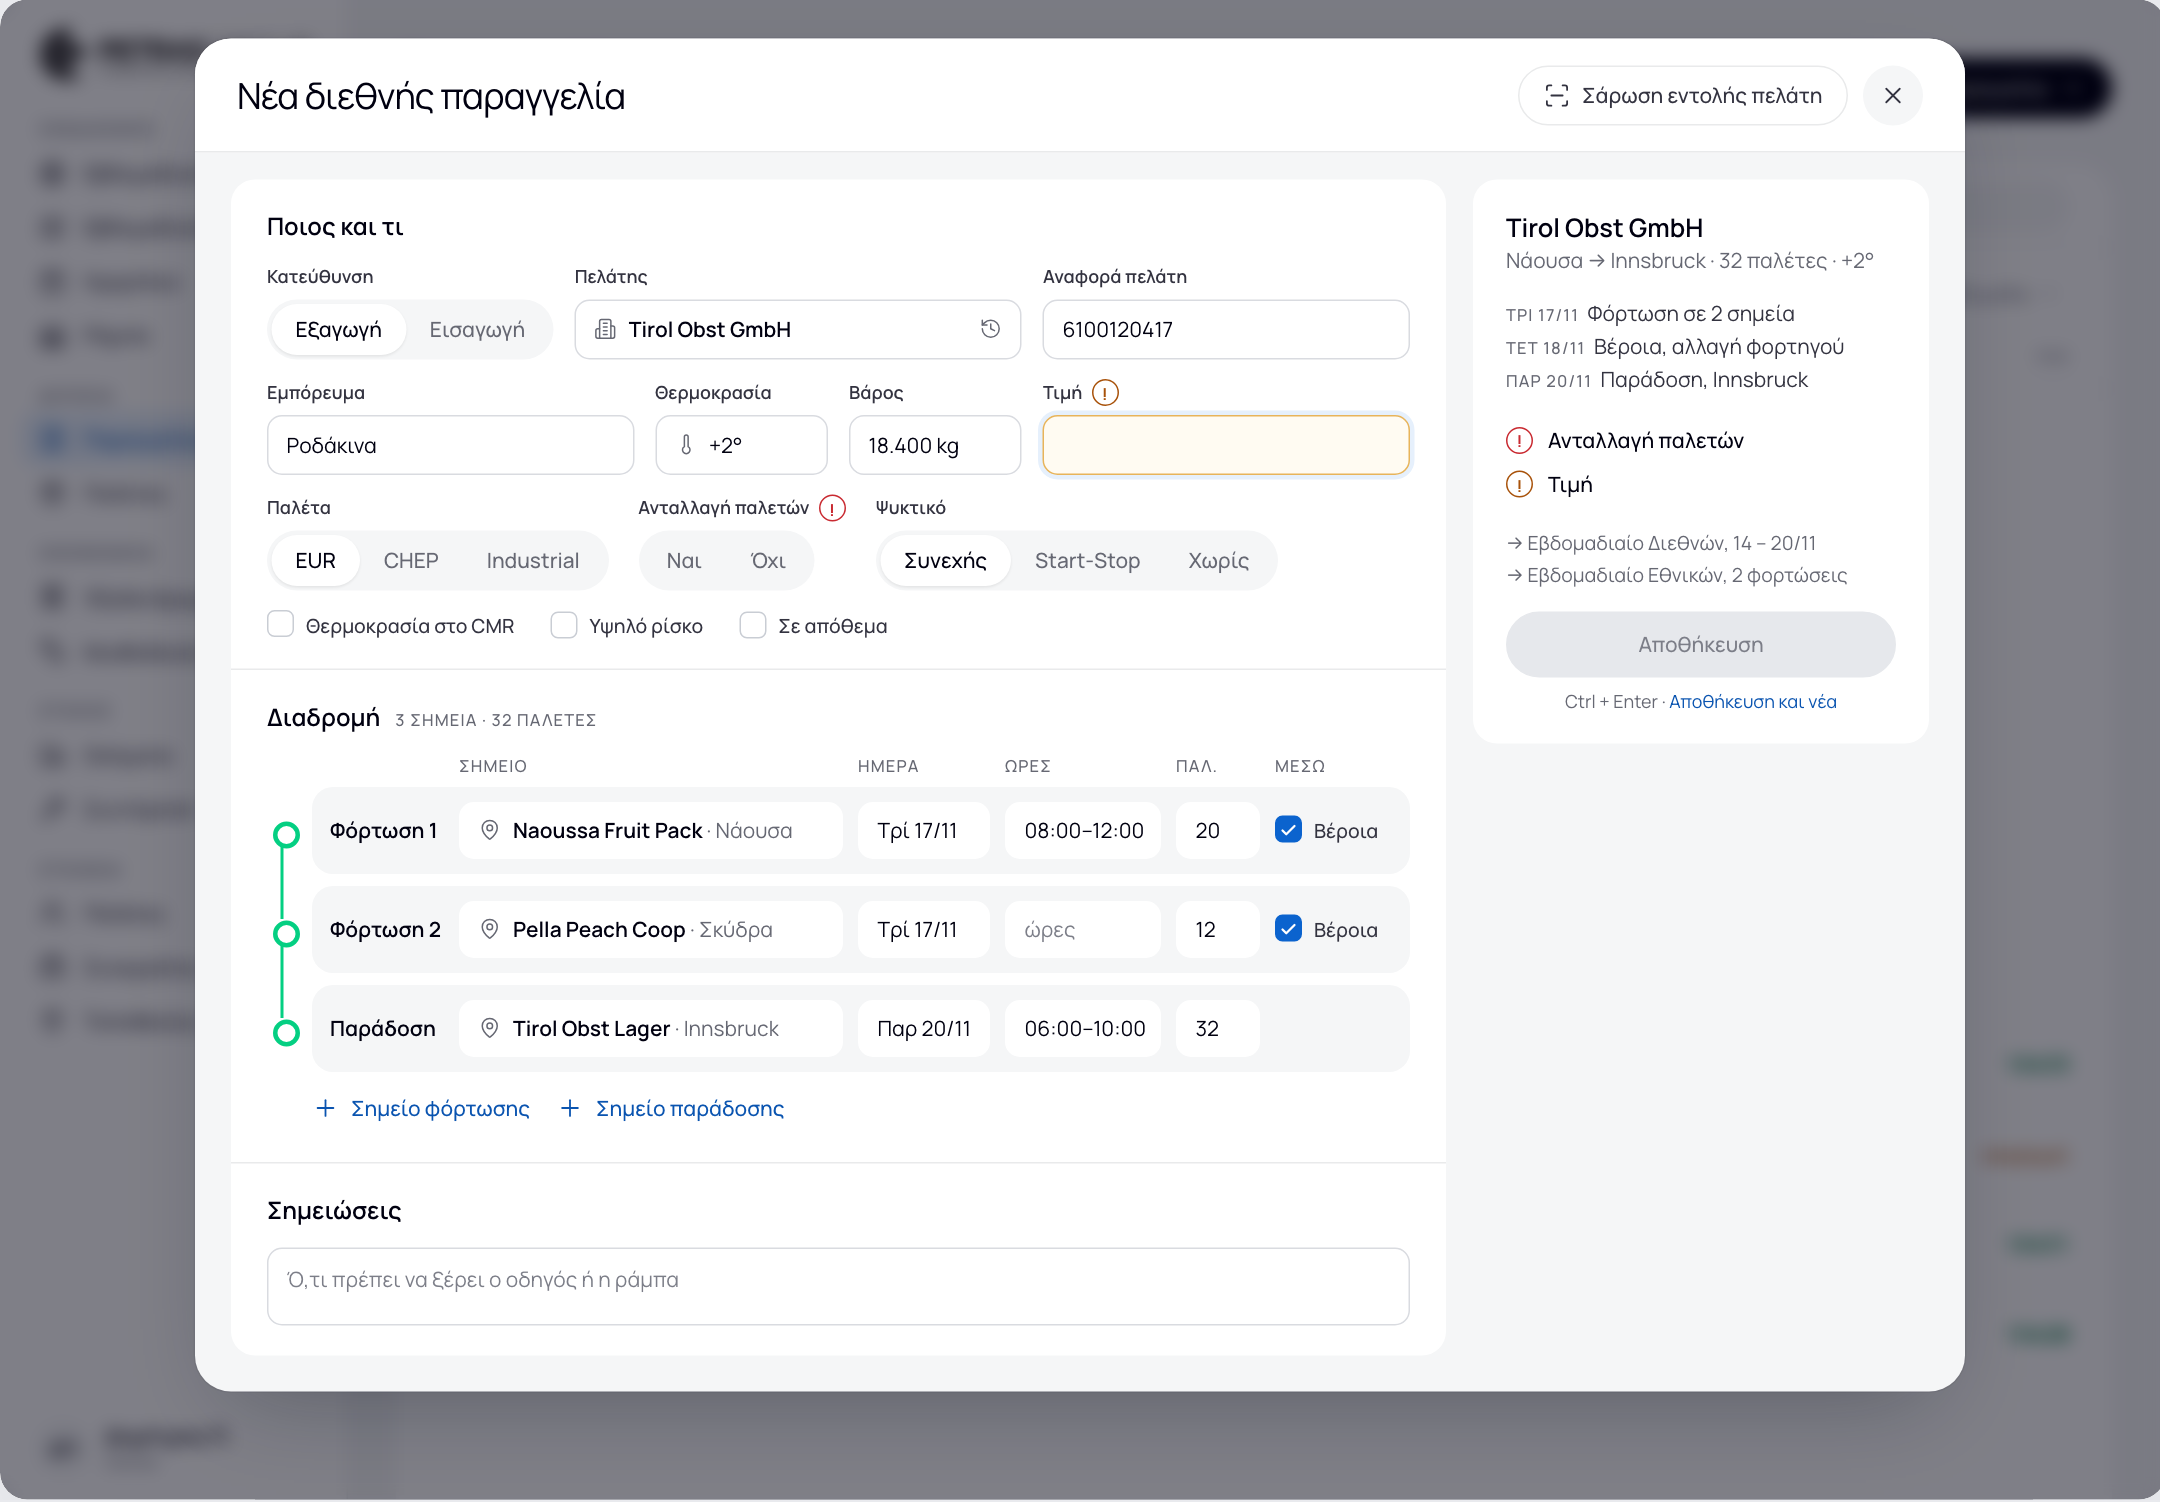 Νέα διεθνής παραγγελία
Σάρωση εντολής πελάτη
Ποιος και τι
Κατεύθυνση Πελάτης Αναφορά πελάτη
Εξαγωγή Εισαγωγή Tirol Obst GmbH 6100120417
Εμπόρευμα Θερμοκρασία Βάρος Τιμή
Ροδάκινα +2° 18.400 kg
Παλέτα Ανταλλαγή παλετών Ψυκτικό
EUR CHEP Industrial Ναι Όχι Συνεχής Start-Stop Χωρίς
Θερμοκρασία στο CMR Υψηλό ρίσκο Σε απόθεμα
Διαδρομή 3 ΣΗΜΕΙΑ · 32 ΠΑΛΕΤΕΣ
ΣΗΜΕΙΟ ΗΜΕΡΑ ΩΡΕΣ ΠΑΛ. ΜΕΣΩ
Φόρτωση 1 Naoussa Fruit Pack · Νάουσα Τρί 17/11 08:00–12:00 20 Βέροια
Φόρτωση 2 Pella Peach Coop · Σκύδρα Τρί 17/11 ώρες 12 Βέροια
Παράδοση Tirol Obst Lager · Innsbruck Παρ 20/11 06:00–10:00 32
+ Σημείο φόρτωσης + Σημείο παράδοσης
Σημειώσεις
Ό,τι πρέπει να ξέρει ο οδηγός ή η ράμπα
Tirol Obst GmbH
Νάουσα → Innsbruck · 32 παλέτες · +2°
ΤΡΙ 17/11 Φόρτωση σε 2 σημεία
ΤΕΤ 18/11 Βέροια, αλλαγή φορτηγού
ΠΑΡ 20/11 Παράδοση, Innsbruck
Ανταλλαγή παλετών
Τιμή
→ Εβδομαδιαίο Διεθνών, 14 – 20/11
→ Εβδομαδιαίο Εθνικών, 2 φορτώσεις
Αποθήκευση
Ctrl + Enter · Αποθήκευση και νέα